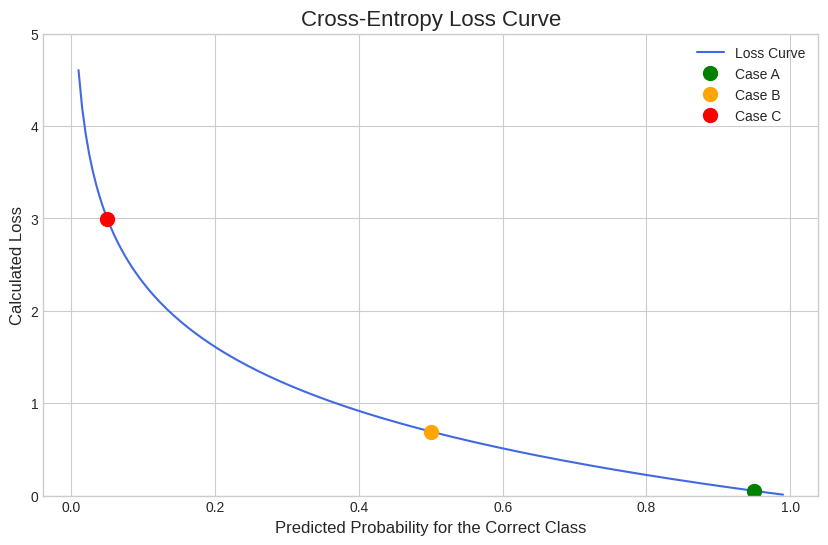 Cross-Entropy Loss Curve
Loss Curve
Case A
Case B
Case C
Calculated Loss
5
4
3
2
1
0
0.0 0.2 0.4 0.6 0.8 1.0
Predicted Probability for the Correct Class